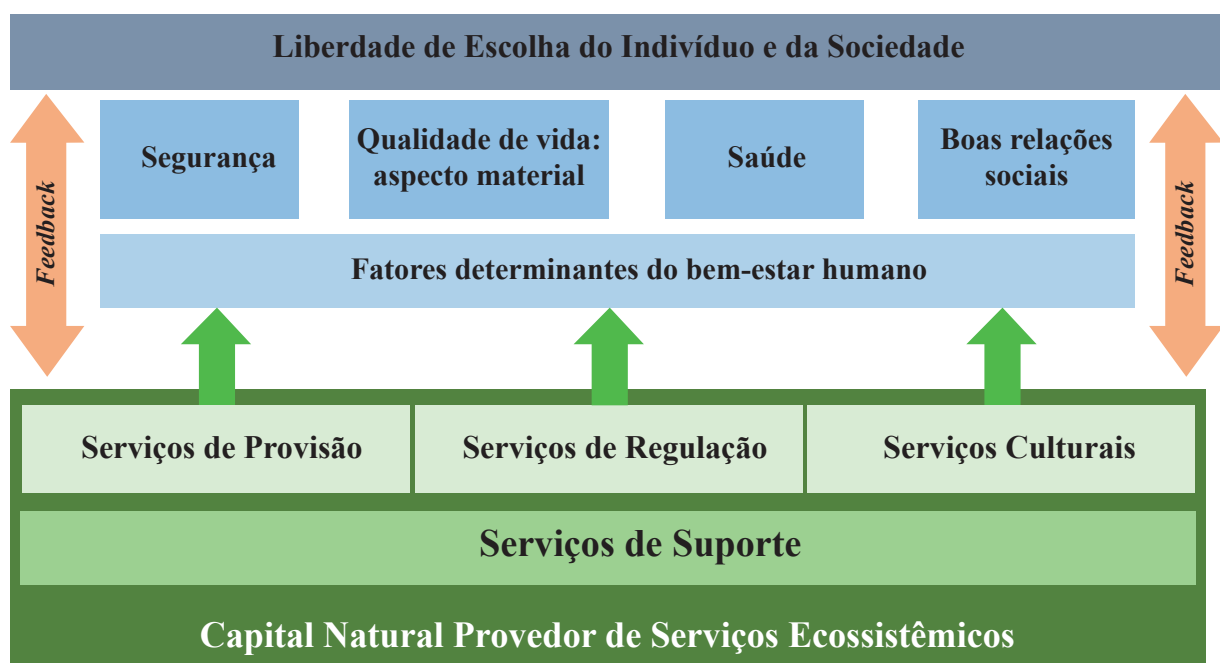 Liberdade de Escolha do Indivíduo e da Sociedade
Feedback
Segurança
Qualidade de vida:
aspecto material
Saúde
Boas relações
sociais
Feedback
Fatores determinantes do bem-estar humano
Serviços de Provisão
Serviços de Regulação
Serviços Culturais
Serviços de Suporte
Capital Natural Provedor de Serviços Ecossistêmicos